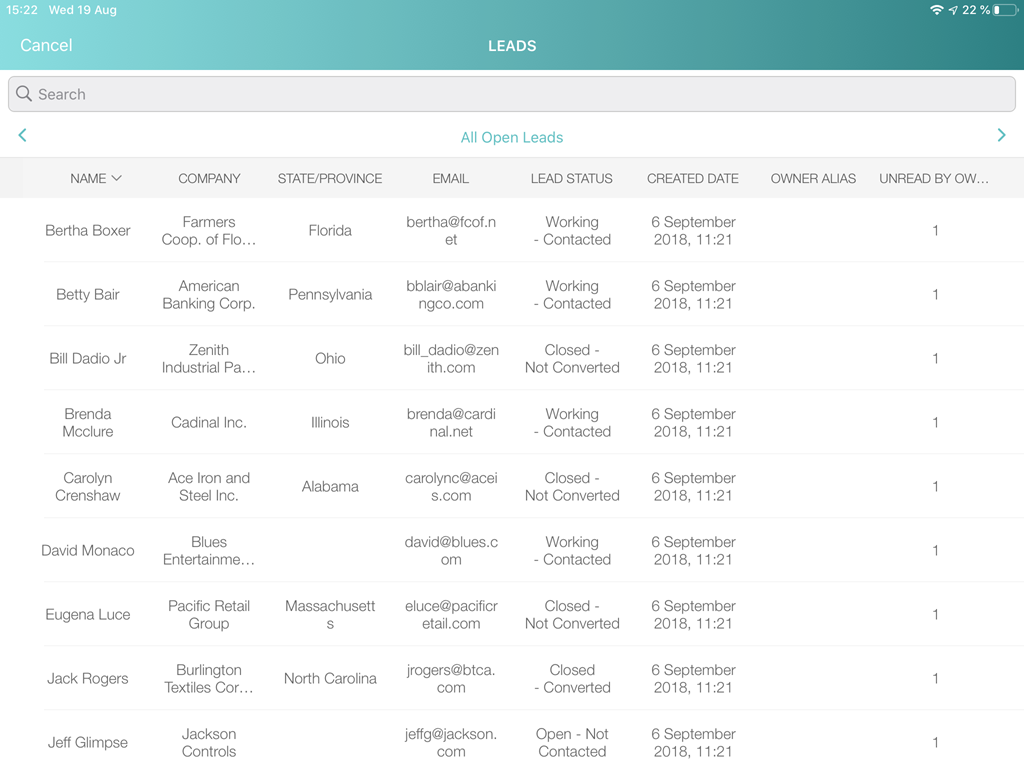 15:22 Wed 19 Aug 22 %
Cancel LEADS
Search
All Open Leads
NAME COMPANY STATE/PROVINCE EMAIL LEAD STATUS CREATED DATE OWNER ALIAS UNREAD BY OW...
Bertha Boxer Farmers Coop. of Flo... Florida bertha@fcof.net Working - Contacted 6 September 2018, 11:21 1
Betty Bair American Banking Corp. Pennsylvania bblair@abankingco.com Working - Contacted 6 September 2018, 11:21 1
Bill Dadio Jr Zenith Industrial Pa... Ohio bill_dadio@zenith.com Closed - Not Converted 6 September 2018, 11:21 1
Brenda Mcclure Cadinal Inc. Illinois brenda@cardinal.net Working - Contacted 6 September 2018, 11:21 1
Carolyn Crenshaw Ace Iron and Steel Inc. Alabama carolync@aceis.com Closed - Not Converted 6 September 2018, 11:21 1
David Monaco Blues Entertainme... david@blues.com Working - Contacted 6 September 2018, 11:21 1
Eugena Luce Pacific Retail Group Massachusetts eluce@pacificretail.com Closed - Not Converted 6 September 2018, 11:21 1
Jack Rogers Burlington Textiles Cor... North Carolina jrogers@btca.com Closed - Converted 6 September 2018, 11:21 1
Jeff Glimpse Jackson Controls jeffg@jackson.com Open - Not Contacted 6 September 2018, 11:21 1